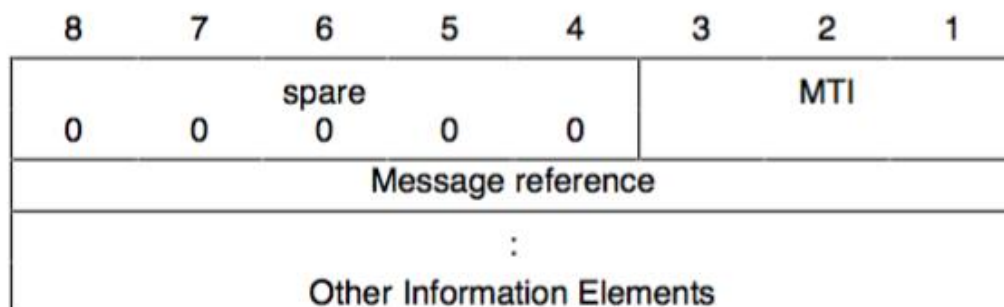 8 7 6 5 4 3 2 1
spare MTI
0 0 0 0 0
Message reference
:
Other Information Elements